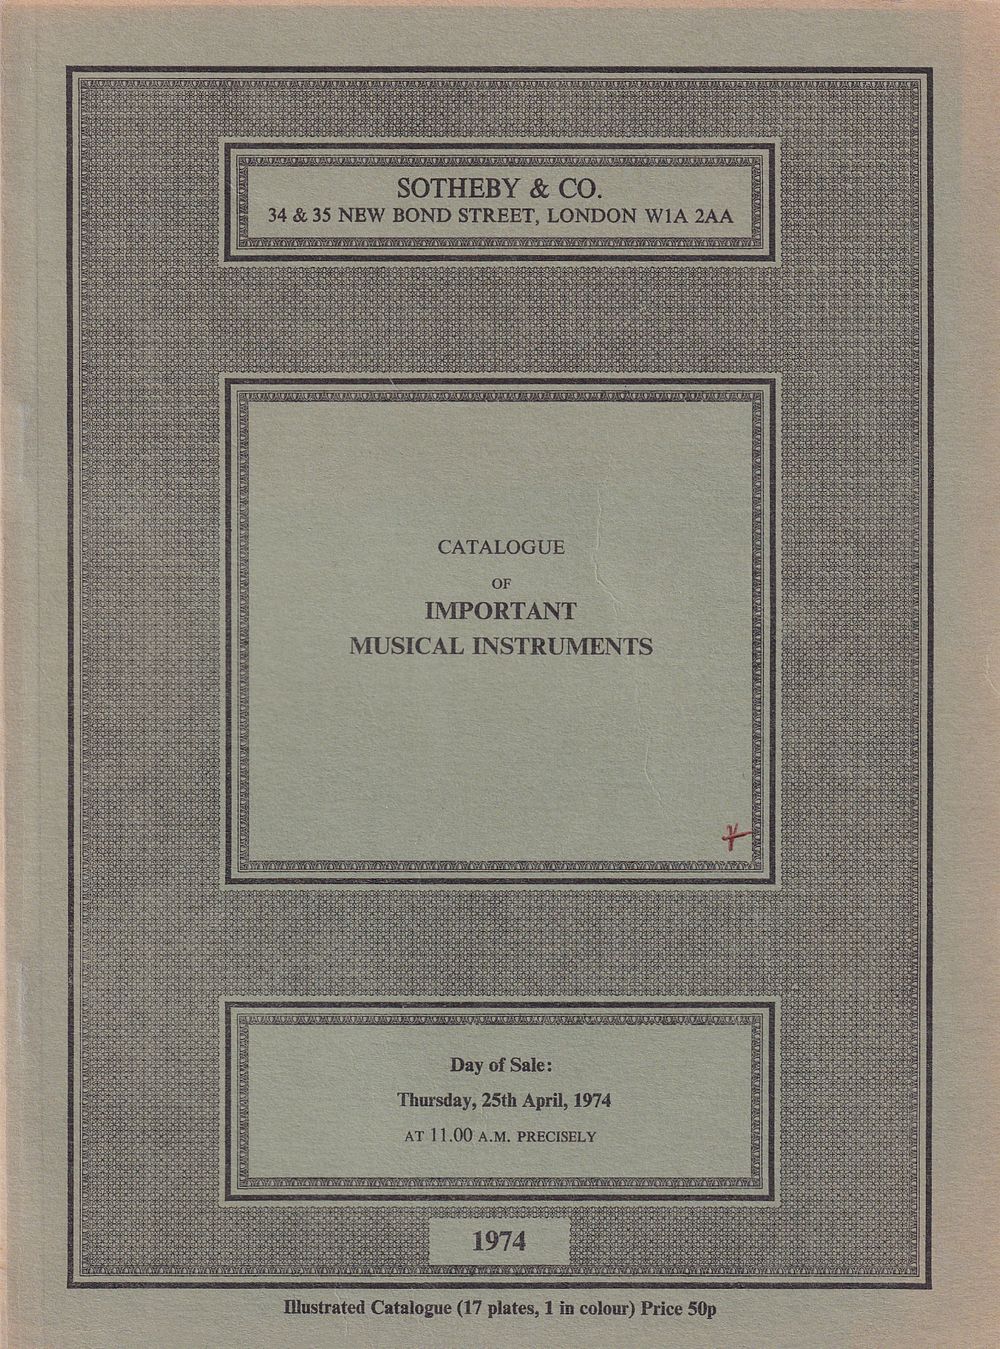 SOTHEBY & CO.
34 & 35 NEW BOND STREET, LONDON W1A 2AA
CATALOGUE
OF
IMPORTANT
MUSICAL INSTRUMENTS
Day of Sale:
Thursday, 25th April, 1974
AT 11.00 A.M. PRECISELY
1974
Illustrated Catalogue (17 plates, 1 in colour) Price 50p